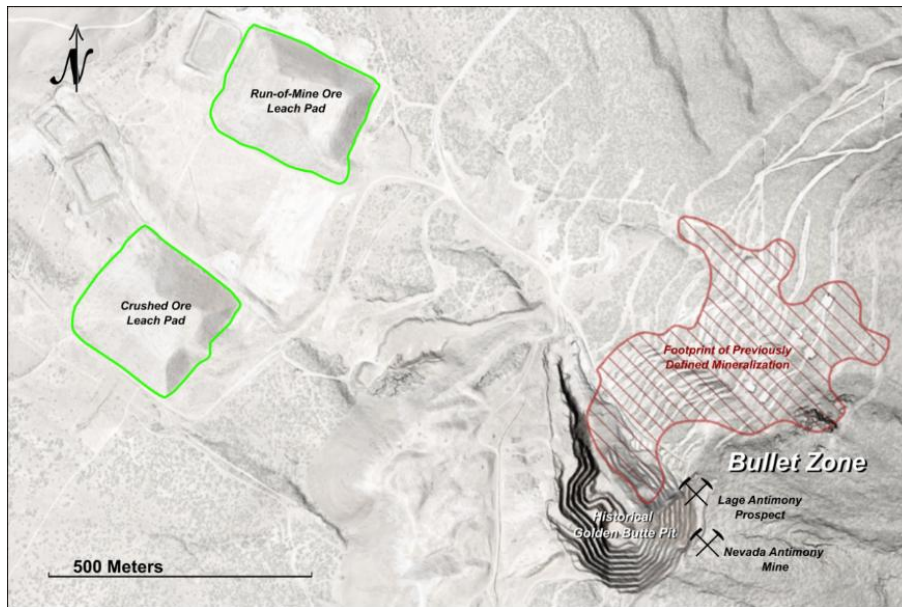 N
Run-of-Mine Ore
Leach Pad
Crushed Ore
Leach Pad
Footprint of Previously
Defined Mineralization
Bullet Zone
Lage Antimony
Prospect
Historical
Golden Butte Pit
Nevada Antimony
Mine
500 Meters